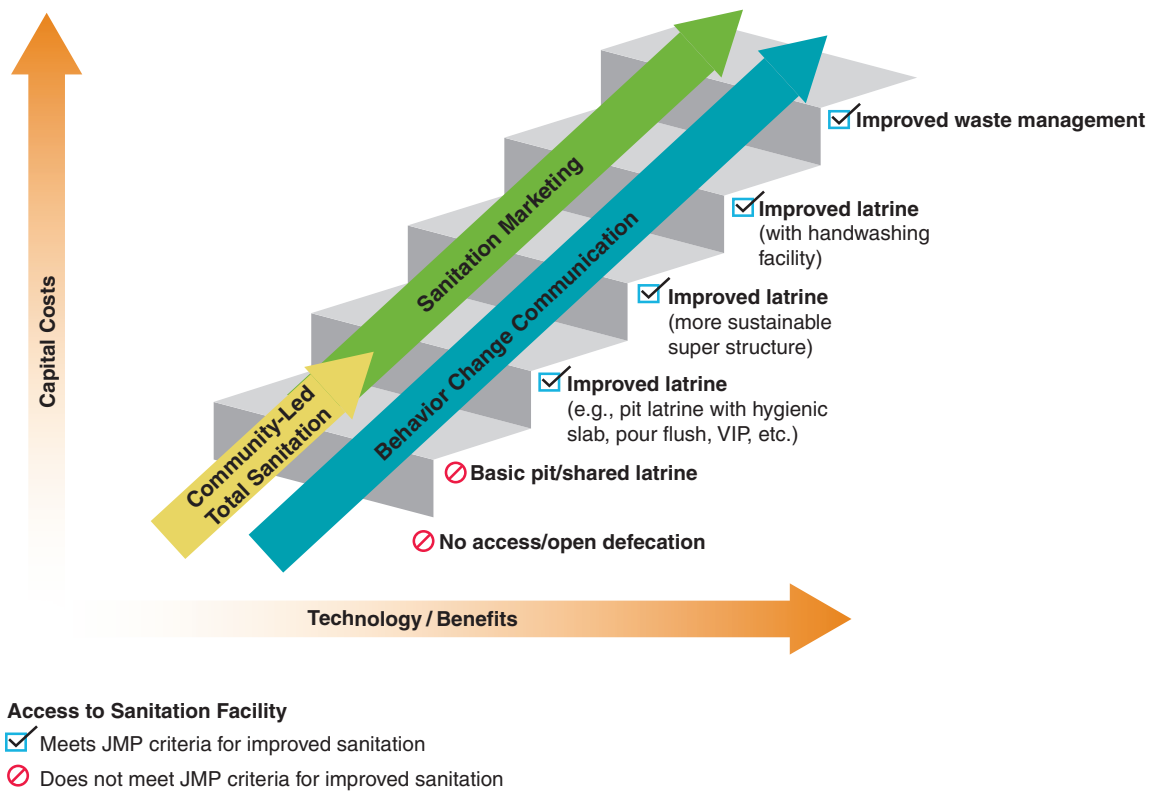 Capital Costs
Sanitation Marketing
Behavior Change Communication
Community-Led
Total Sanitation
Improved waste management
Improved latrine
(with handwashing
facility)
Improved latrine
(more sustainable
super structure)
Improved latrine
(e.g., pit latrine with hygienic
slab, pour flush, VIP, etc.)
Basic pit/shared latrine
No access/open defecation
Technology / Benefits
Access to Sanitation Facility
Meets JMP criteria for improved sanitation
Does not meet JMP criteria for improved sanitation